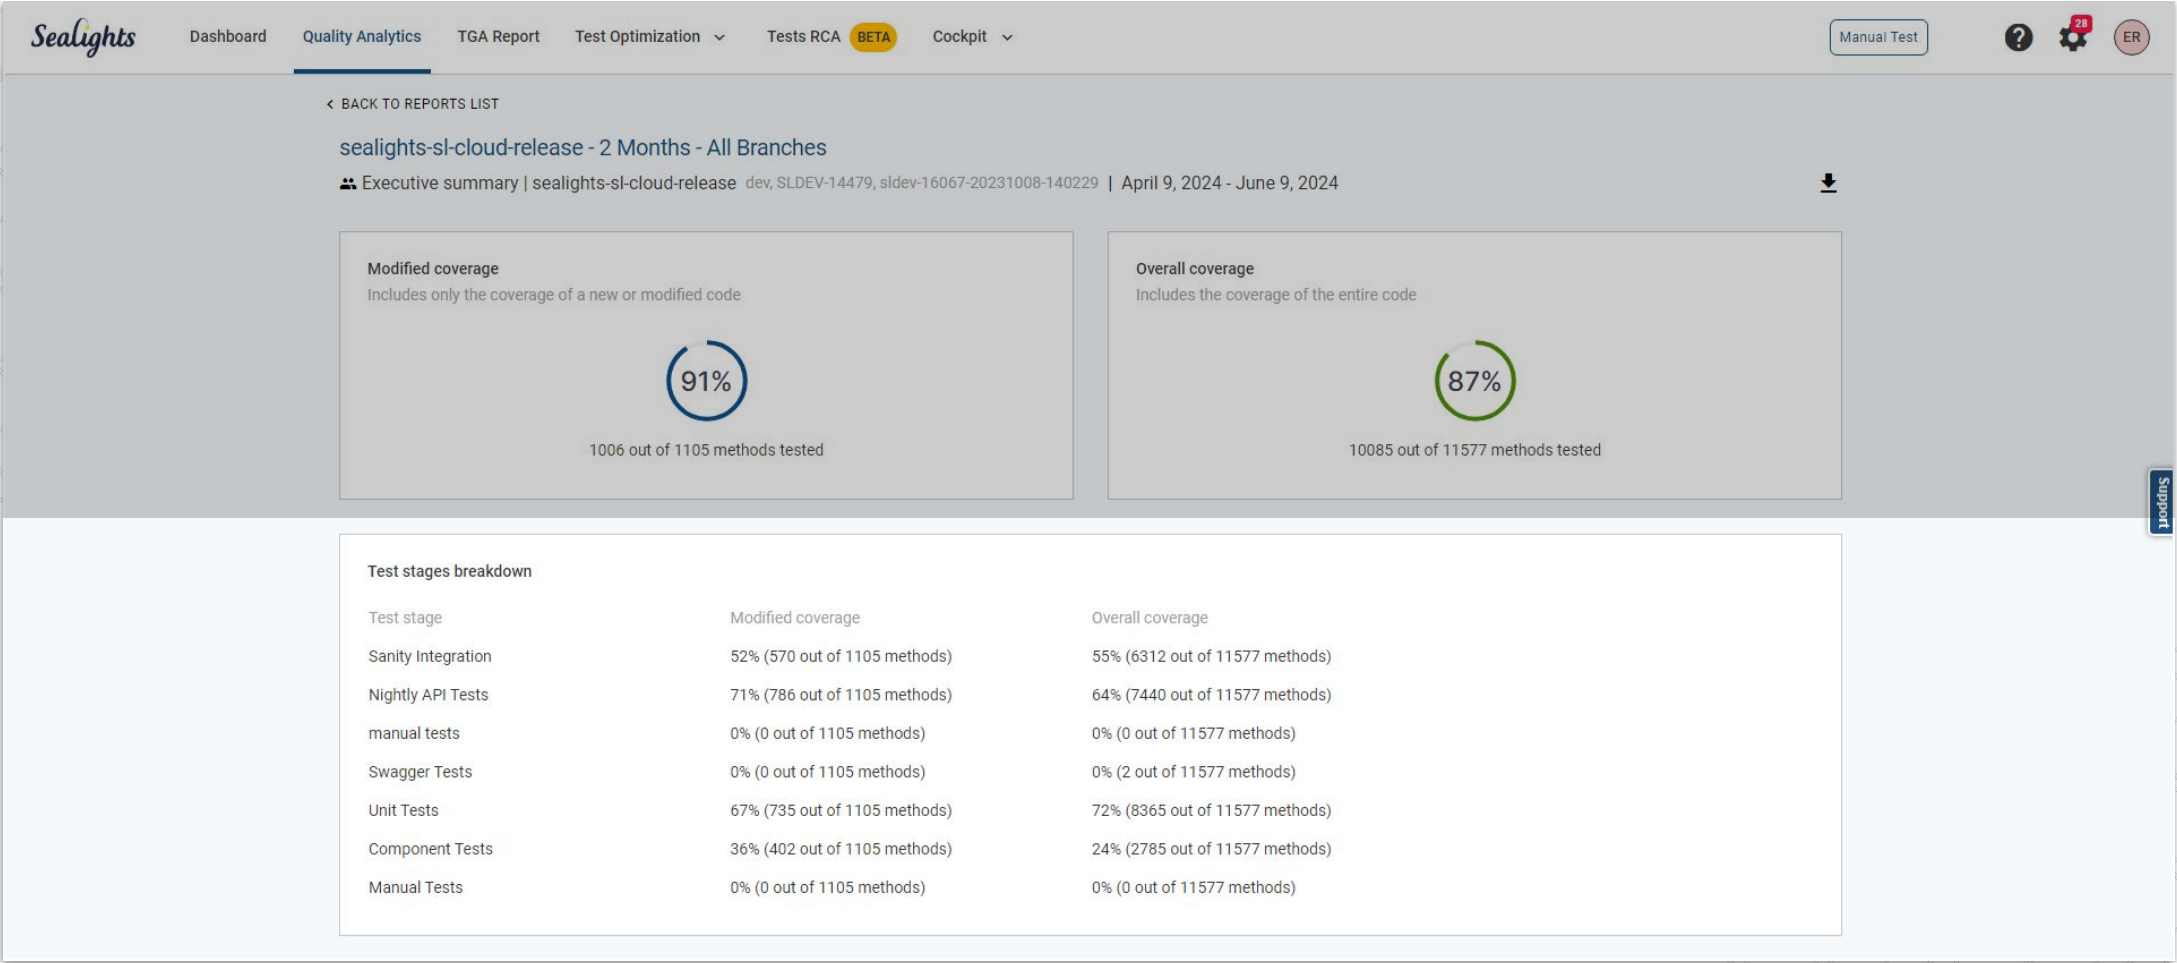 Sealights Dashboard Quality Analytics TGA Report Test Optimization Tests RCA BETA Cockpit Manual Test ? 28 ER
BACK TO REPORTS LIST
sealights-sl-cloud-release - 2 Months - All Branches
Executive summary | sealights-sl-cloud-release dev, SLDEV-14479, sldev-16067-20231008-140229 | April 9, 2024 - June 9, 2024
Modified coverage
Includes only the coverage of a new or modified code
91%
1006 out of 1105 methods tested
Overall coverage
Includes the coverage of the entire code
87%
10085 out of 11577 methods tested
Support
Test stages breakdown
Test stage Modified coverage Overall coverage
Sanity Integration 52% (570 out of 1105 methods) 55% (6312 out of 11577 methods)
Nightly API Tests 71% (786 out of 1105 methods) 64% (7440 out of 11577 methods)
manual tests 0% (0 out of 1105 methods) 0% (0 out of 11577 methods)
Swagger Tests 0% (0 out of 1105 methods) 0% (2 out of 11577 methods)
Unit Tests 67% (735 out of 1105 methods) 72% (8365 out of 11577 methods)
Component Tests 36% (402 out of 1105 methods) 24% (2785 out of 11577 methods)
Manual Tests 0% (0 out of 1105 methods) 0% (0 out of 11577 methods)